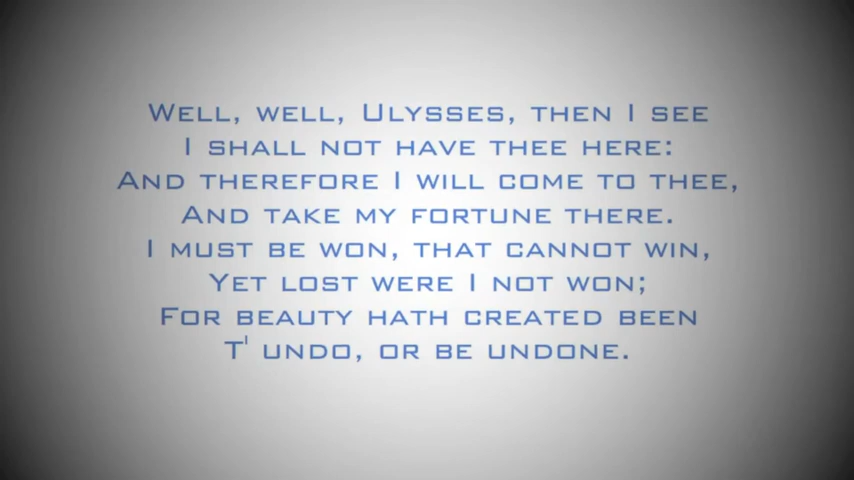 Well, well, Ulysses, then I see
I shall not have thee here:
And therefore I will come to thee,
And take my fortune there.
I must be won, that cannot win,
Yet lost were I not won;
For beauty hath created been
T' undo, or be undone.